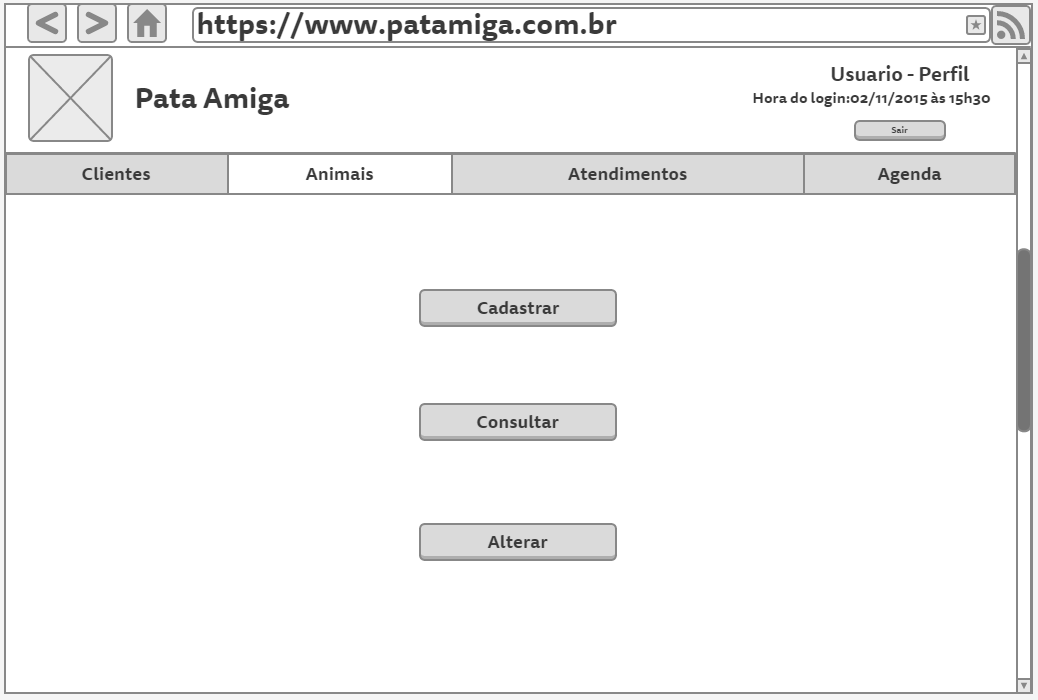 https://www.patamiga.com.br
Pata Amiga
Usuario - Perfil
Hora do login:02/11/2015 às 15h30
Sair
Clientes
Animais
Atendimentos
Agenda
Cadastrar
Consultar
Alterar